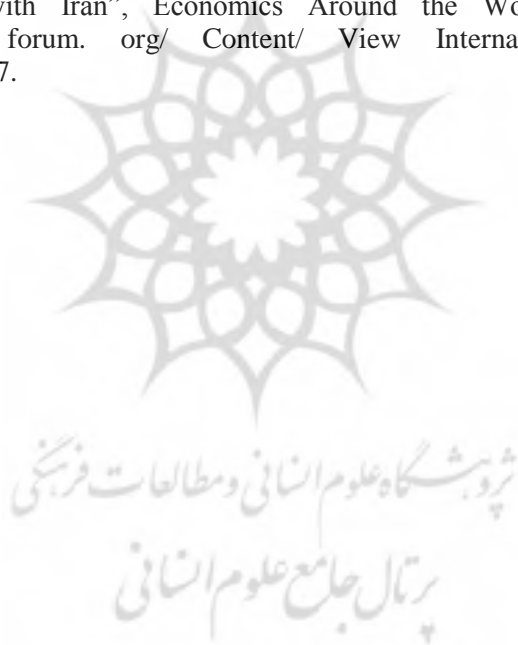 with Iran", Economics Around the Wo
forum. org/ Content/ View Interna
7.
پژوهشگاه علوم انسانی و مطالعات فرهنگی
پرتال جامع علوم انسانی